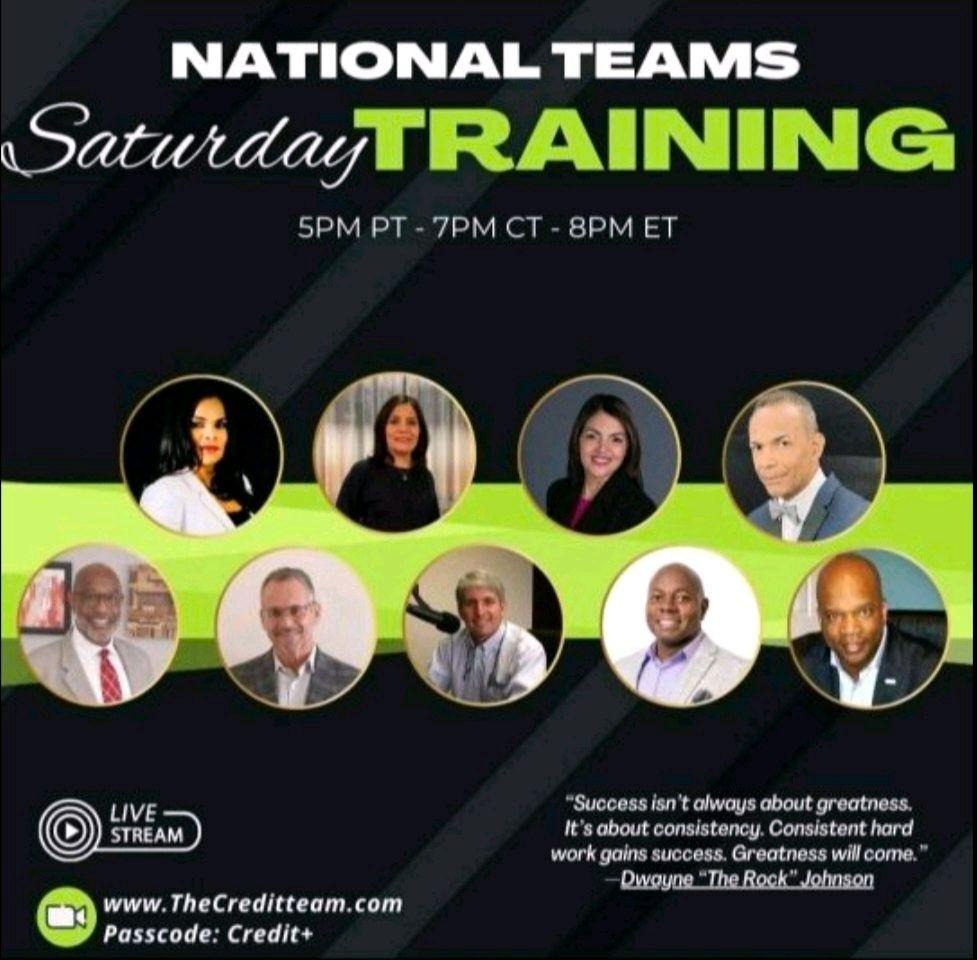 NATIONAL TEAMS
Saturday TRAINING
5PM PT - 7PM CT - 8PM ET
LIVE
STREAM
“Success isn’t always about greatness.
It’s about consistency. Consistent hard
work gains success. Greatness will come.”
—Dwayne “The Rock” Johnson
www.TheCreditteam.com
Passcode: Credit+